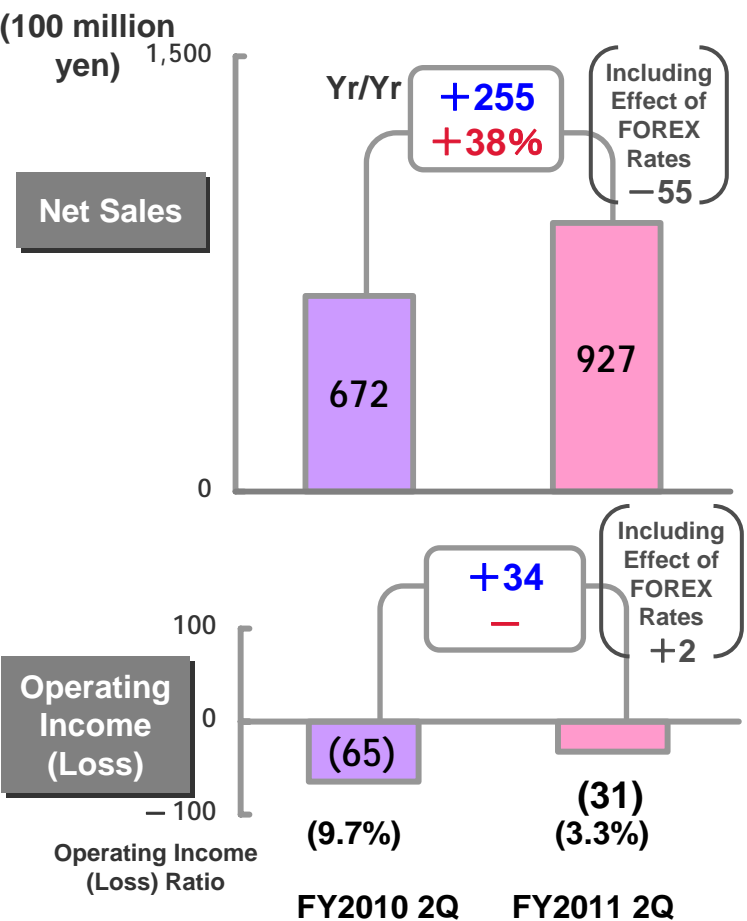 (100 million
yen)
1,500
Yr/Yr
+255
+38%
Including
Effect of
FOREX
Rates
−55
Net Sales
672
927
0
Including
Effect of
FOREX
Rates
+2
+34
−
100
Operating
Income
(Loss)
0
(65)
−100
(31)
(9.7%)
(3.3%)
Operating Income
(Loss) Ratio
FY2010 2Q
FY2011 2Q